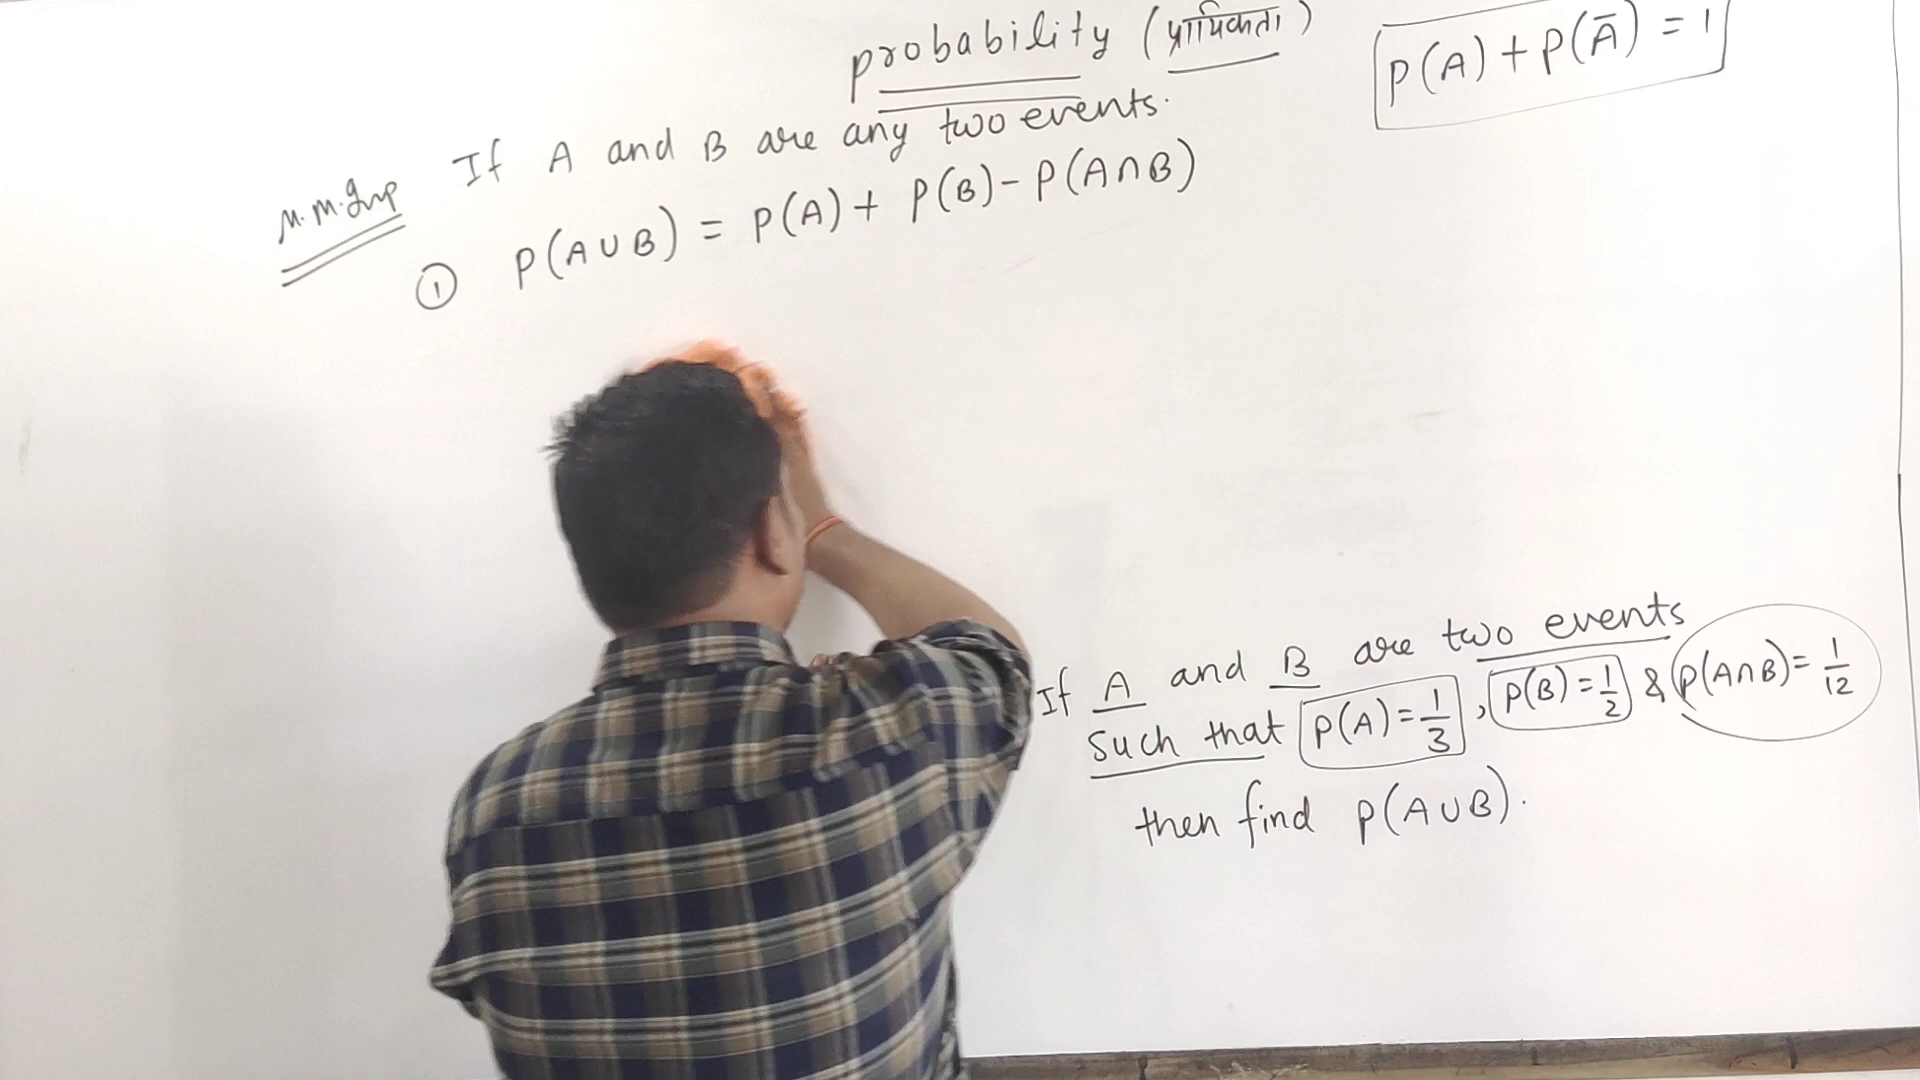 probability (प्रायिकता)
P(A) + P(Ā) = 1
M.M.Imp
If A and B are any two events.
① P(A∪B) = P(A) + P(B) - P(A∩B)
If A and B are two events
Such that P(A) = 1/3, P(B) = 1/2 & P(A∩B) = 1/12
then find P(A∪B).